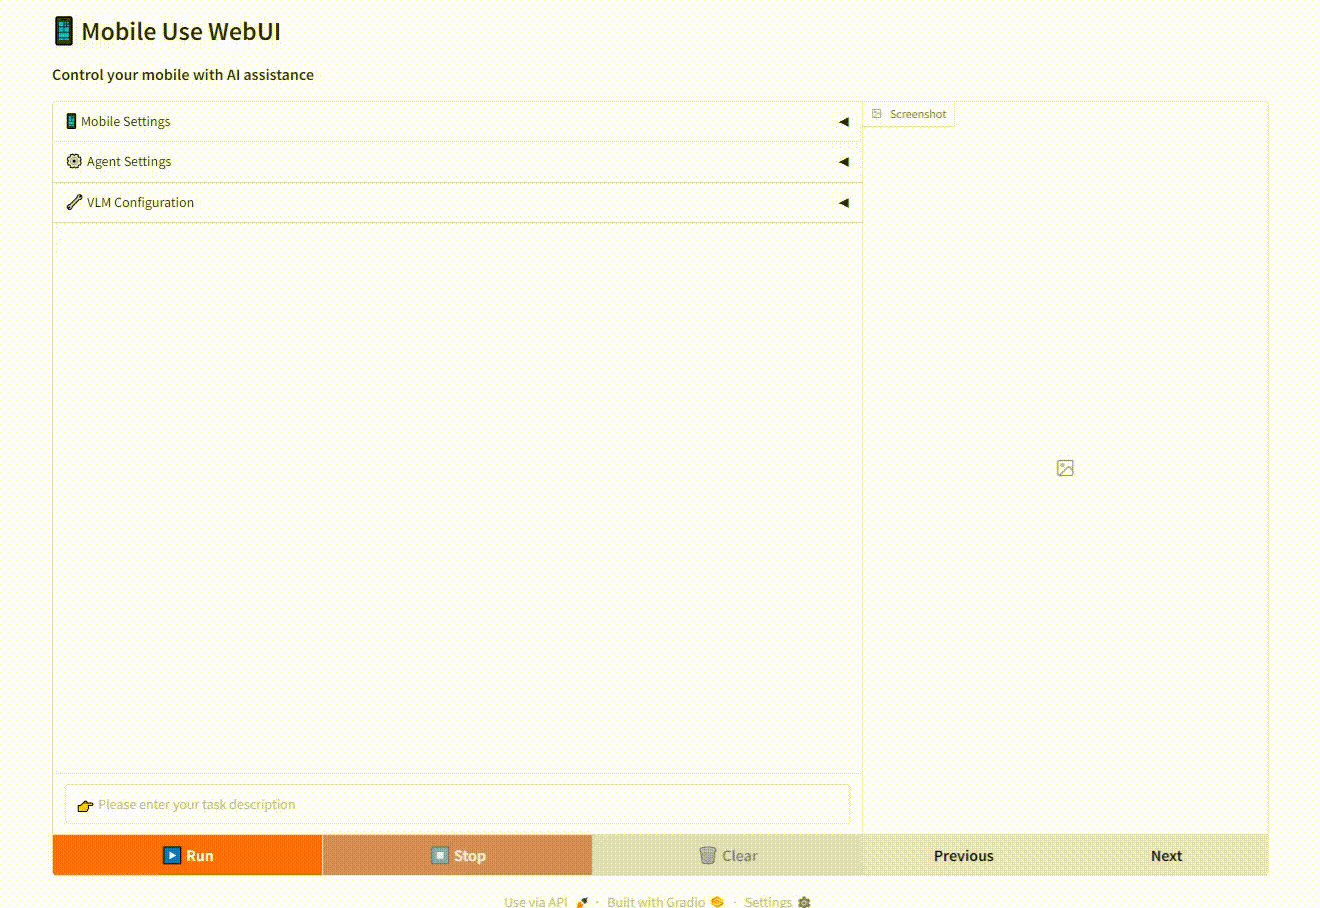 Mobile Use WebUI
Control your mobile with AI assistance
Mobile Settings
Agent Settings
VLM Configuration
Screenshot
Please enter your task description
Run
Stop
Clear
Previous
Next
Use via API · Built with Gradio · Settings